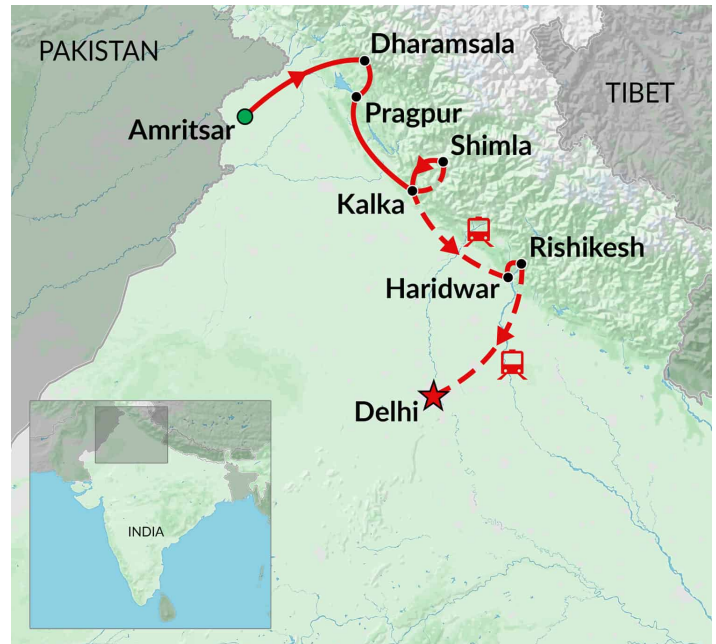 PAKISTAN
Dharamsala
TIBET
Pragpur
Amritsar
Shimla
Kalka
Rishikesh
Haridwar
Delhi
INDIA